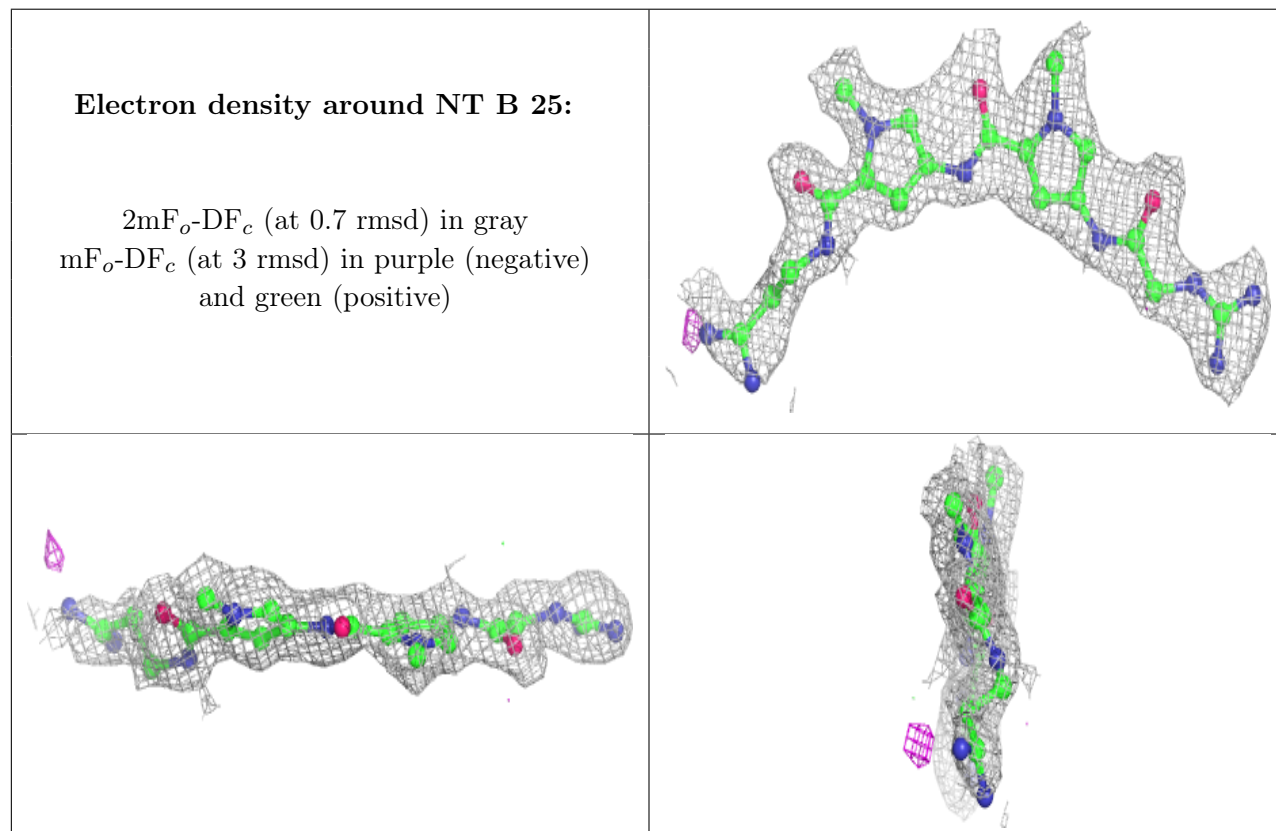 Electron density around NT B 25:
2mFₒ-DF𝒸 (at 0.7 rmsd) in gray
mFₒ-DF𝒸 (at 3 rmsd) in purple (negative)
and green (positive)